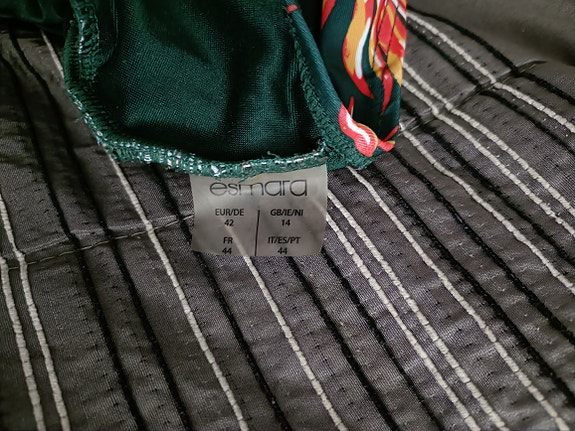 esmara
EUR/DE GB/IE/NI
42 14
FR IT/ES/PT
44 44